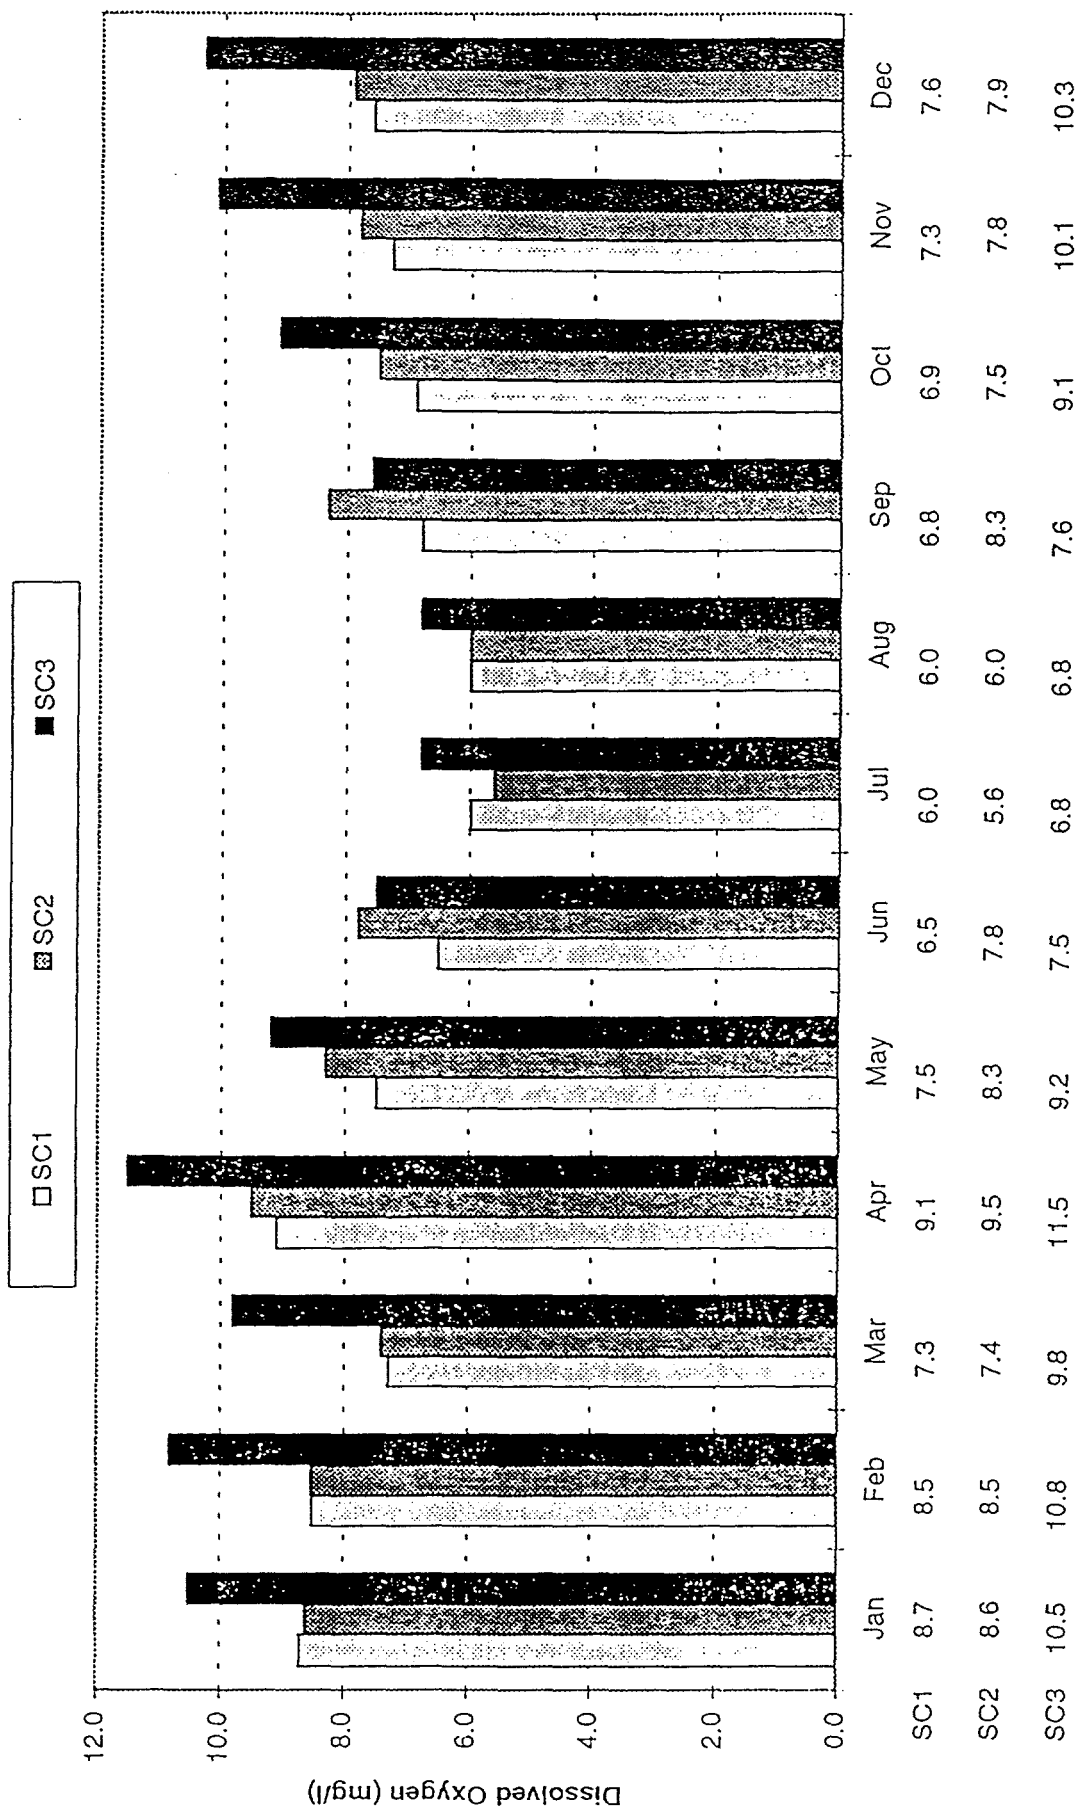 SC1 SC2 SC3
Dissolved Oxygen (mg/l)
12.0
10.0
8.0
6.0
4.0
2.0
0.0
Jan Feb Mar Apr May Jun Jul Aug Sep Oct Nov Dec
SC1 8.7 8.5 7.3 9.1 7.5 6.5 6.0 6.0 6.8 6.9 7.3 7.6
SC2 8.6 8.5 7.4 9.5 8.3 7.8 5.6 6.0 8.3 7.5 7.8 7.9
SC3 10.5 10.8 9.8 11.5 9.2 7.5 6.8 6.8 7.6 9.1 10.1 10.3